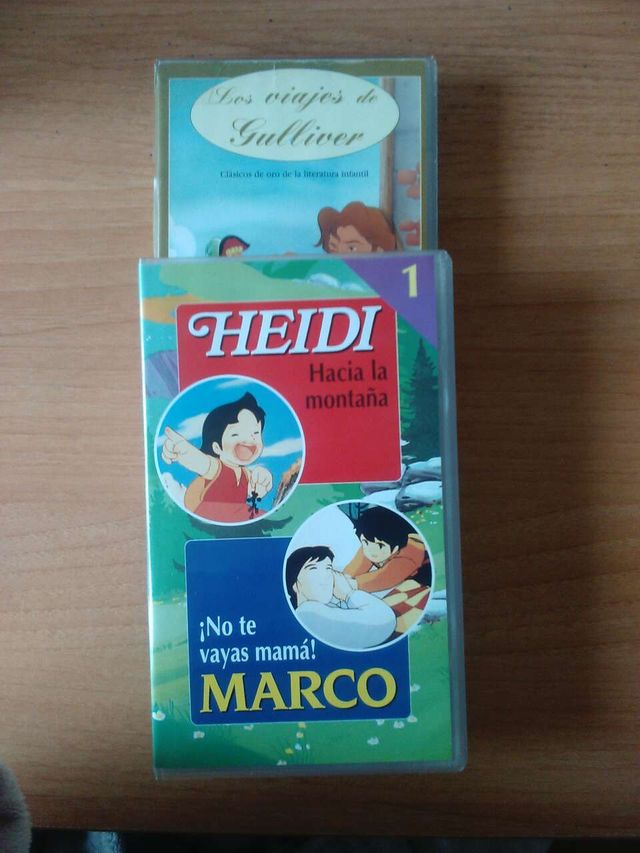 Los viajes de
Gulliver
Clásicos de oro de la literatura infantil
1
HEIDI
Hacia la
montaña
¡No te
vayas mamá!
MARCO